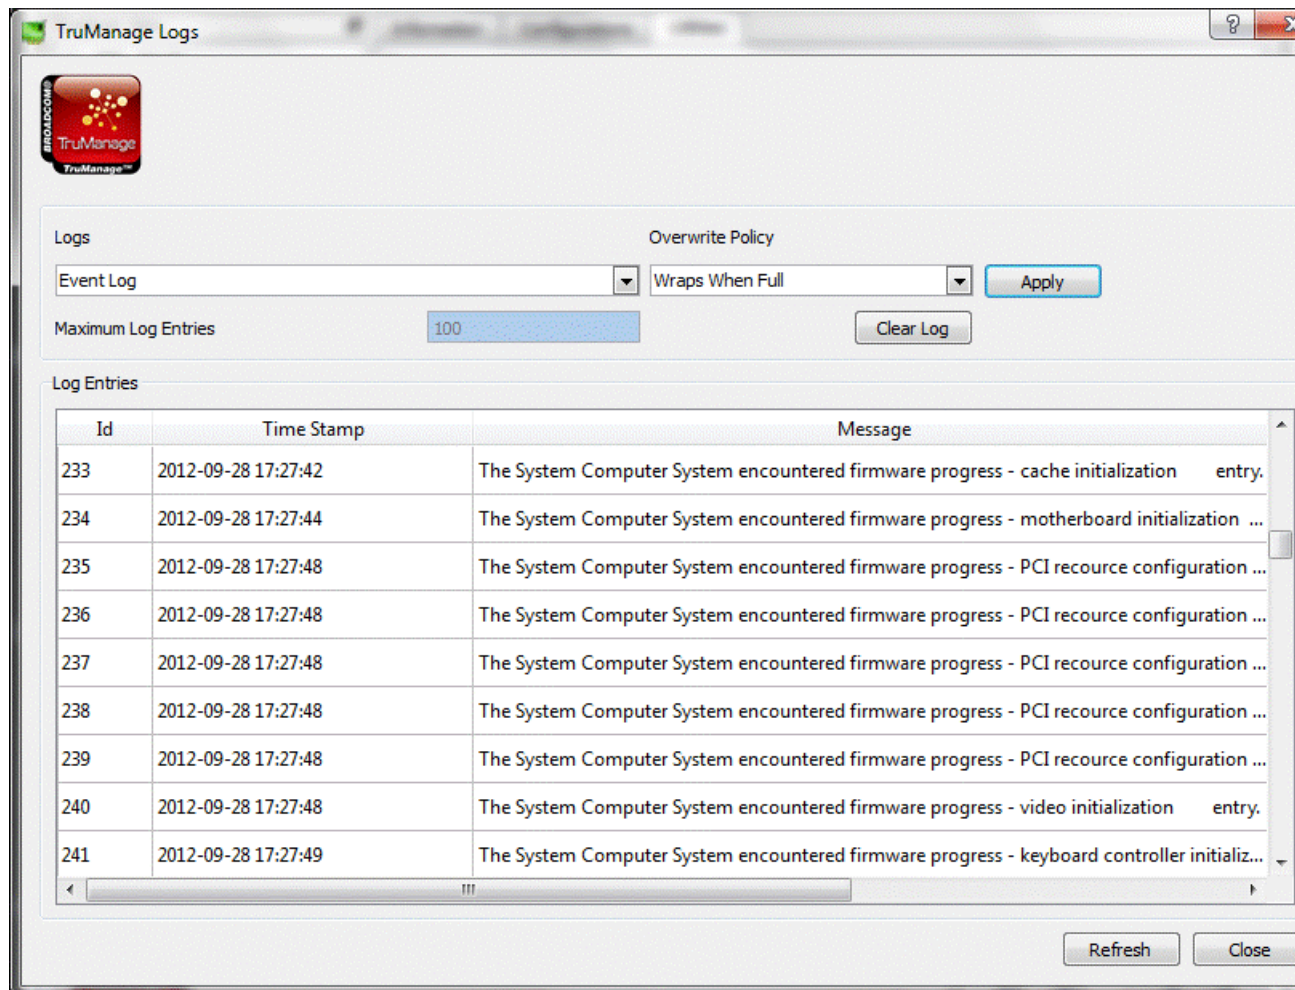 TruManage Logs
BROADCOM®
TruManage
TruManage™
Logs
Overwrite Policy
Event Log
Wraps When Full
Apply
Maximum Log Entries
100
Clear Log
Log Entries
Id Time Stamp Message
233 2012-09-28 17:27:42 The System Computer System encountered firmware progress - cache initialization entry.
234 2012-09-28 17:27:44 The System Computer System encountered firmware progress - motherboard initialization ...
235 2012-09-28 17:27:48 The System Computer System encountered firmware progress - PCI recource configuration ...
236 2012-09-28 17:27:48 The System Computer System encountered firmware progress - PCI recource configuration ...
237 2012-09-28 17:27:48 The System Computer System encountered firmware progress - PCI recource configuration ...
238 2012-09-28 17:27:48 The System Computer System encountered firmware progress - PCI recource configuration ...
239 2012-09-28 17:27:48 The System Computer System encountered firmware progress - PCI recource configuration ...
240 2012-09-28 17:27:48 The System Computer System encountered firmware progress - video initialization entry.
241 2012-09-28 17:27:49 The System Computer System encountered firmware progress - keyboard controller initializ...
Refresh
Close